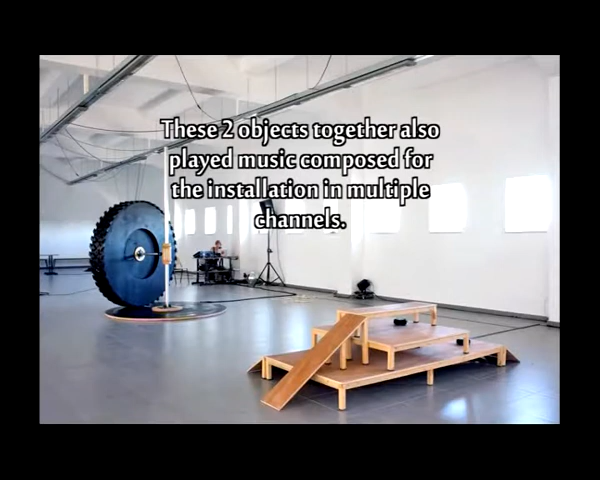 These 2 objects together also
played music composed for
the installation in multiple
channels.